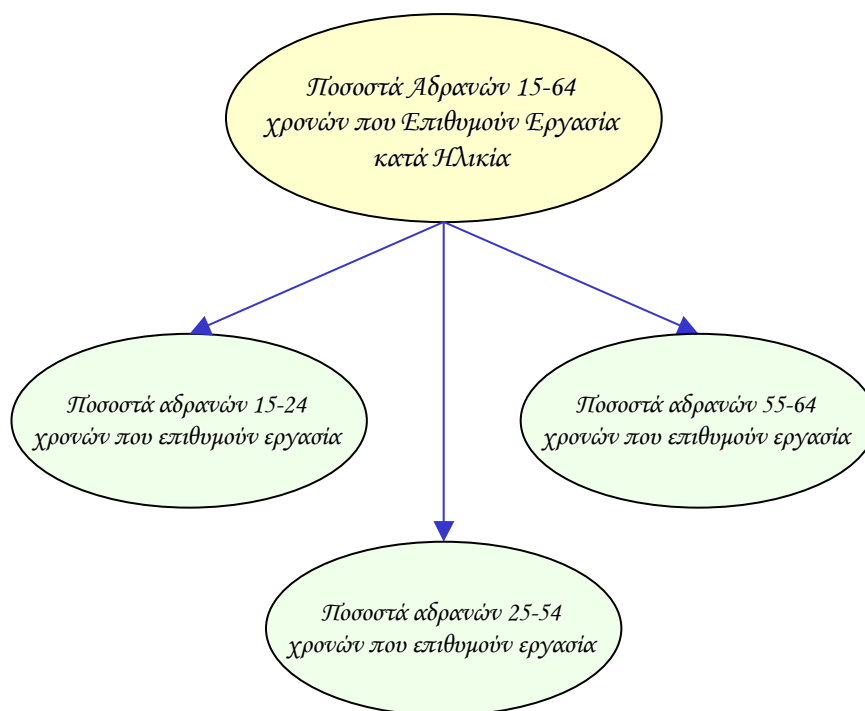 Ποσοστά Αδρανών 15-64
χρονών που Επιθυμούν Εργασία
κατά Ηλικία
Ποσοστά αδρανών 15-24
χρονών που επιθυμούν εργασία
Ποσοστά αδρανών 55-64
χρονών που επιθυμούν εργασία
Ποσοστά αδρανών 25-54
χρονών που επιθυμούν εργασία